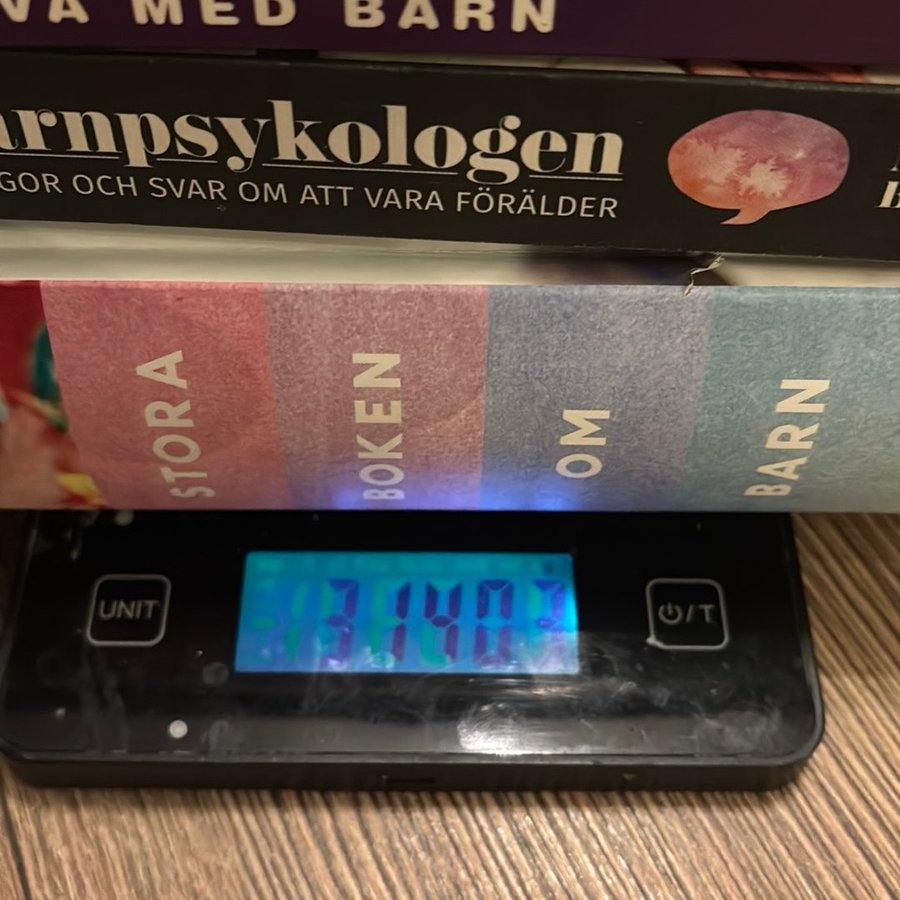 VA MED BARN
arnpsykologen
GOR OCH SVAR OM ATT VARA FÖRÄLDER
STORA BOKEN OM BARN
UNIT
/T